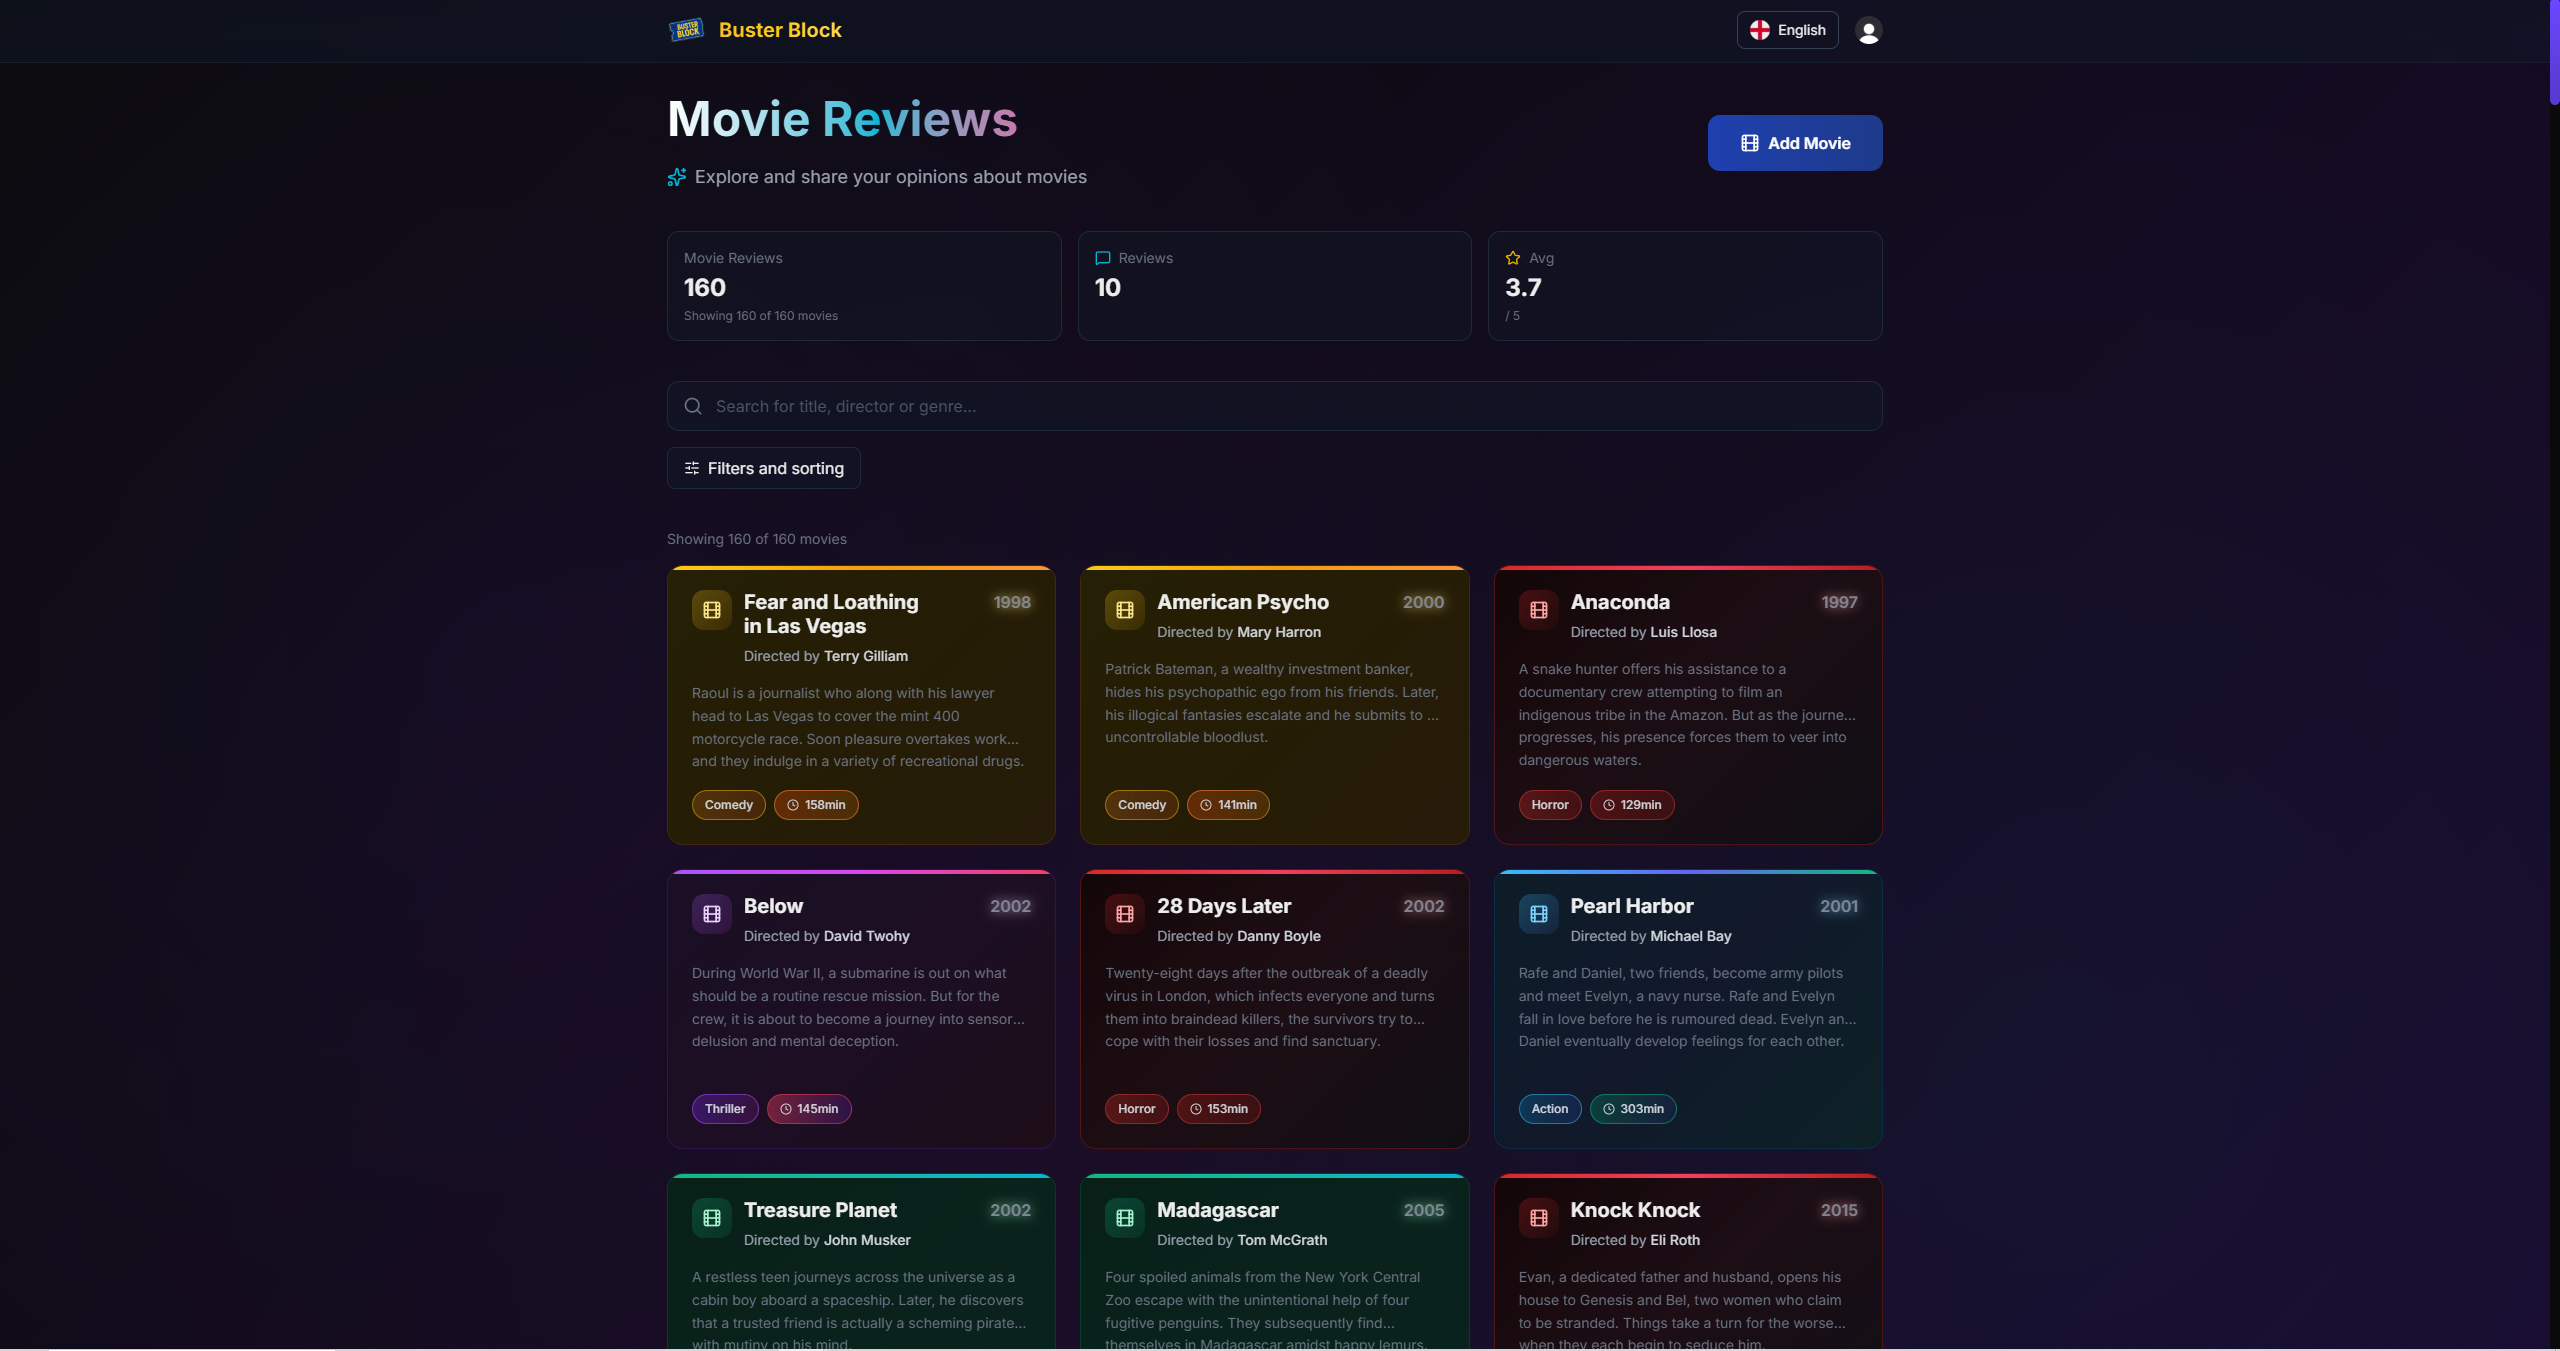 BUSTER BLOCK
Buster Block
English
Movie Reviews
Explore and share your opinions about movies
Add Movie
Movie Reviews
160
Showing 160 of 160 movies
Reviews
10
Avg
3.7
/ 5
Search for title, director or genre...
Filters and sorting
Showing 160 of 160 movies
Fear and Loathing
in Las Vegas
1998
Directed by Terry Gilliam
Raoul is a journalist who along with his lawyer
head to Las Vegas to cover the mint 400
motorcycle race. Soon pleasure overtakes work...
and they indulge in a variety of recreational drugs.
Comedy
158min
American Psycho
2000
Directed by Mary Harron
Patrick Bateman, a wealthy investment banker,
hides his psychopathic ego from his friends. Later,
his illogical fantasies escalate and he submits to ...
uncontrollable bloodlust.
Comedy
141min
Anaconda
1997
Directed by Luis Llosa
A snake hunter offers his assistance to a
documentary crew attempting to film an
indigenous tribe in the Amazon. But as the journe...
progresses, his presence forces them to veer into
dangerous waters.
Horror
129min
Below
2002
Directed by David Twohy
During World War II, a submarine is out on what
should be a routine rescue mission. But for the
crew, it is about to become a journey into sensor...
delusion and mental deception.
Thriller
145min
28 Days Later
2002
Directed by Danny Boyle
Twenty-eight days after the outbreak of a deadly
virus in London, which infects everyone and turns
them into braindead killers, the survivors try to...
cope with their losses and find sanctuary.
Horror
153min
Pearl Harbor
2001
Directed by Michael Bay
Rafe and Daniel, two friends, become army pilots
and meet Evelyn, a navy nurse. Rafe and Evelyn
fall in love before he is rumoured dead. Evelyn an...
Daniel eventually develop feelings for each other.
Action
303min
Treasure Planet
2002
Directed by John Musker
A restless teen journeys across the universe as a
cabin boy aboard a spaceship. Later, he discovers
that a trusted friend is actually a scheming pirate...
with mutiny on his mind.
Madagascar
2005
Directed by Tom McGrath
Four spoiled animals from the New York Central
Zoo escape with the unintentional help of four
fugitive penguins. They subsequently find...
themselves in Madagascar amidst happy lemurs.
Knock Knock
2015
Directed by Eli Roth
Evan, a dedicated father and husband, opens his
house to Genesis and Bel, two women who claim
to be stranded. Things take a turn for the worse...
when they each begin to seduce him.